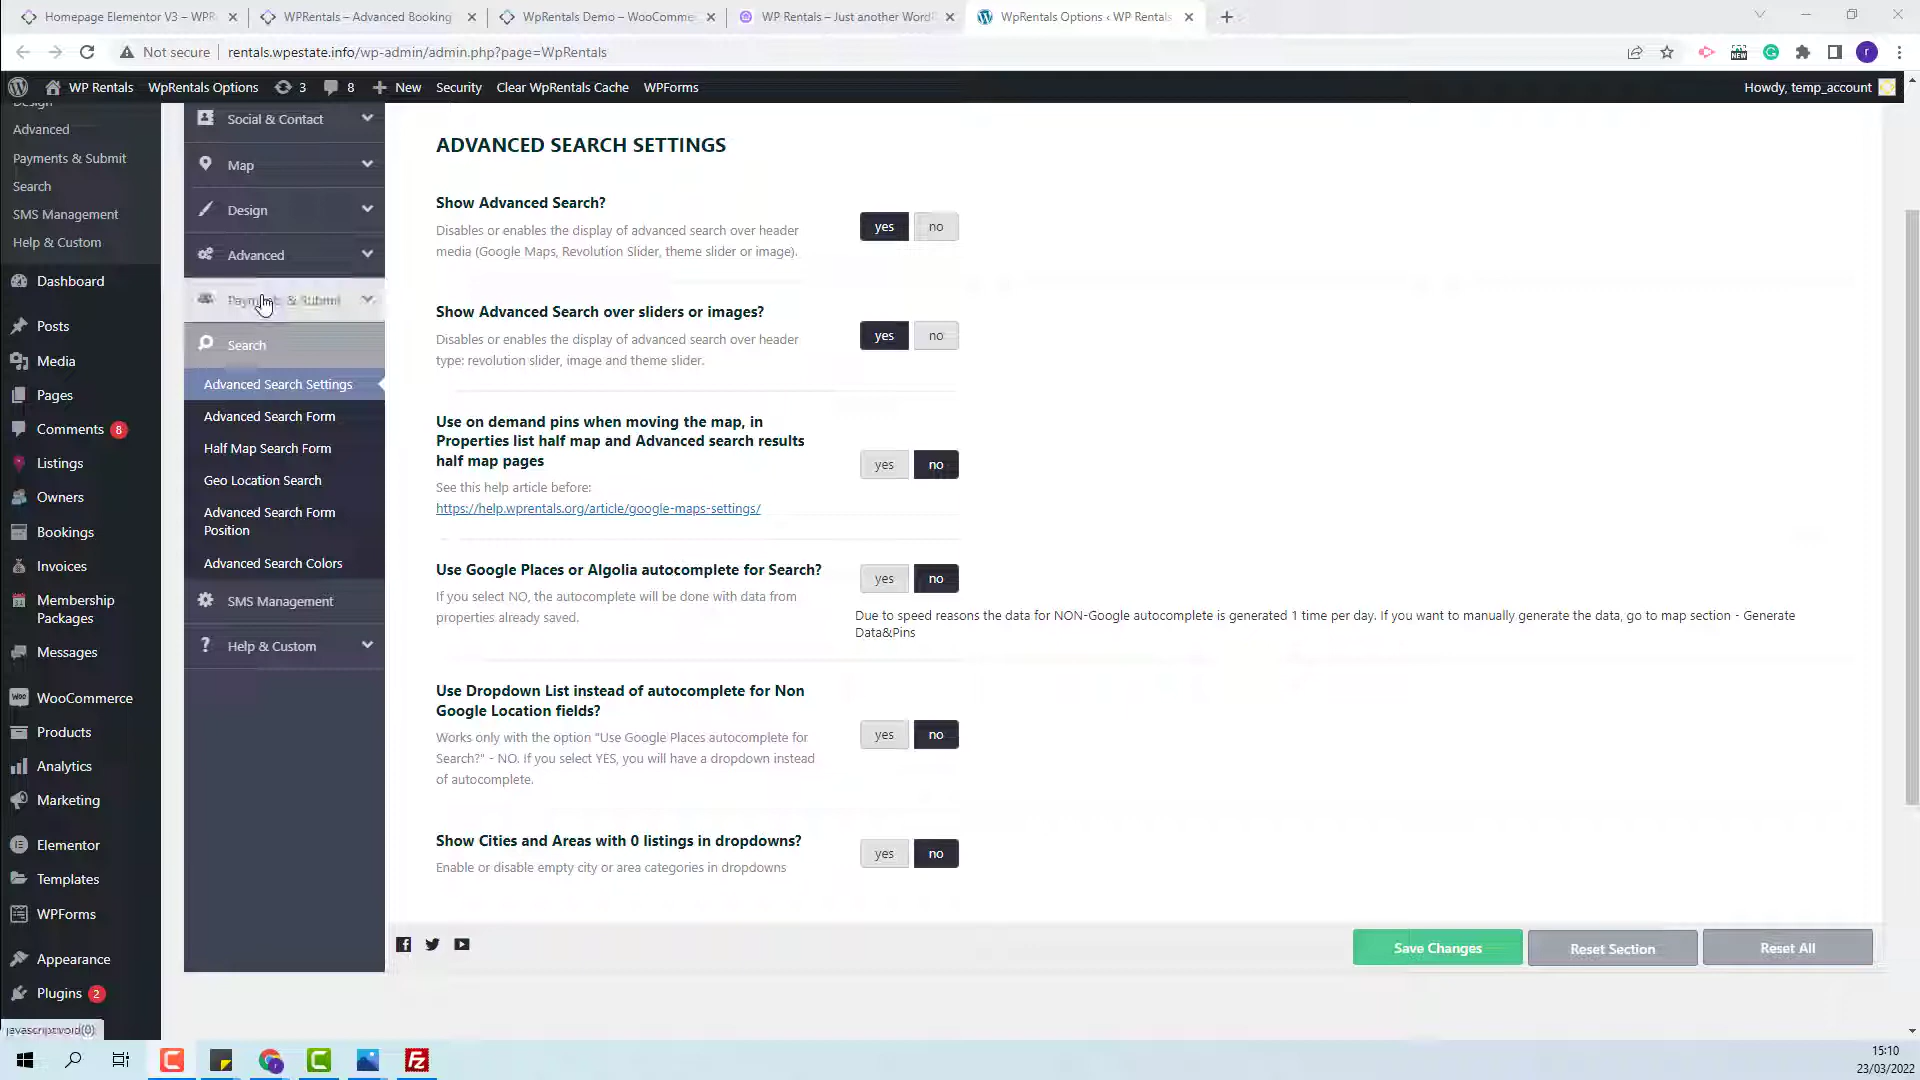 Homepage Elementor V3 – WPR
WPRentals – Advanced Booking
WpRentals Demo – WooComme
WP Rentals – Just another Word
WpRentals Options ‹ WP Rentals
Not secure
rentals.wpestate.info/wp-admin/admin.php?page=WpRentals
WP Rentals
WpRentals Options
3
8
New
Security
Clear WpRentals Cache
WPForms
Howdy, temp_account
Design
Advanced
Payments & Submit
Search
SMS Management
Help & Custom
Dashboard
Posts
Media
Pages
Comments 8
Listings
Owners
Bookings
Invoices
Membership
Packages
Messages
WooCommerce
Products
Analytics
Marketing
Elementor
Templates
WPForms
Appearance
Plugins 2
javascript:void(0)
Social & Contact
Map
Design
Advanced
& Submit
Search
Advanced Search Settings
Advanced Search Form
Half Map Search Form
Geo Location Search
Advanced Search Form
Position
Advanced Search Colors
SMS Management
Help & Custom
ADVANCED SEARCH SETTINGS
Show Advanced Search?
Disables or enables the display of advanced search over header
media (Google Maps, Revolution Slider, theme slider or image).
yes no
Show Advanced Search over sliders or images?
Disables or enables the display of advanced search over header
type: revolution slider, image and theme slider.
yes no
Use on demand pins when moving the map, in
Properties list half map and Advanced search results
half map pages
See this help article before:
https://help.wprentals.org/article/google-maps-settings/
yes no
Use Google Places or Algolia autocomplete for Search?
If you select NO, the autocomplete will be done with data from
properties already saved.
yes no
Due to speed reasons the data for NON-Google autocomplete is generated 1 time per day. If you want to manually generate the data, go to map section - Generate
Data&Pins
Use Dropdown List instead of autocomplete for Non
Google Location fields?
Works only with the option "Use Google Places autocomplete for
Search?" - NO. If you select YES, you will have a dropdown instead
of autocomplete.
yes no
Show Cities and Areas with 0 listings in dropdowns?
Enable or disable empty city or area categories in dropdowns
yes no
Save Changes
Reset Section
Reset All
15:10
23/03/2022